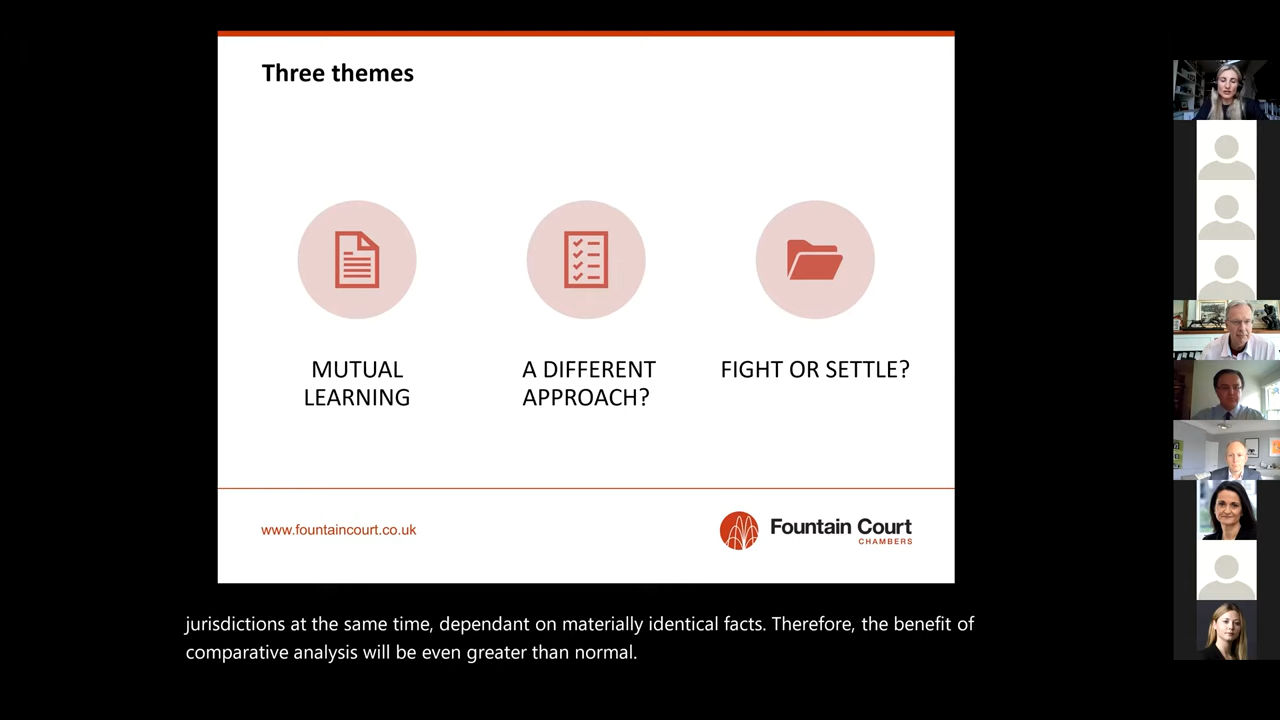 Three themes
MUTUAL
LEARNING
A DIFFERENT
APPROACH?
FIGHT OR SETTLE?
www.fountaincourt.co.uk
Fountain Court
CHAMBERS
jurisdictions at the same time, dependant on materially identical facts. Therefore, the benefit of
comparative analysis will be even greater than normal.